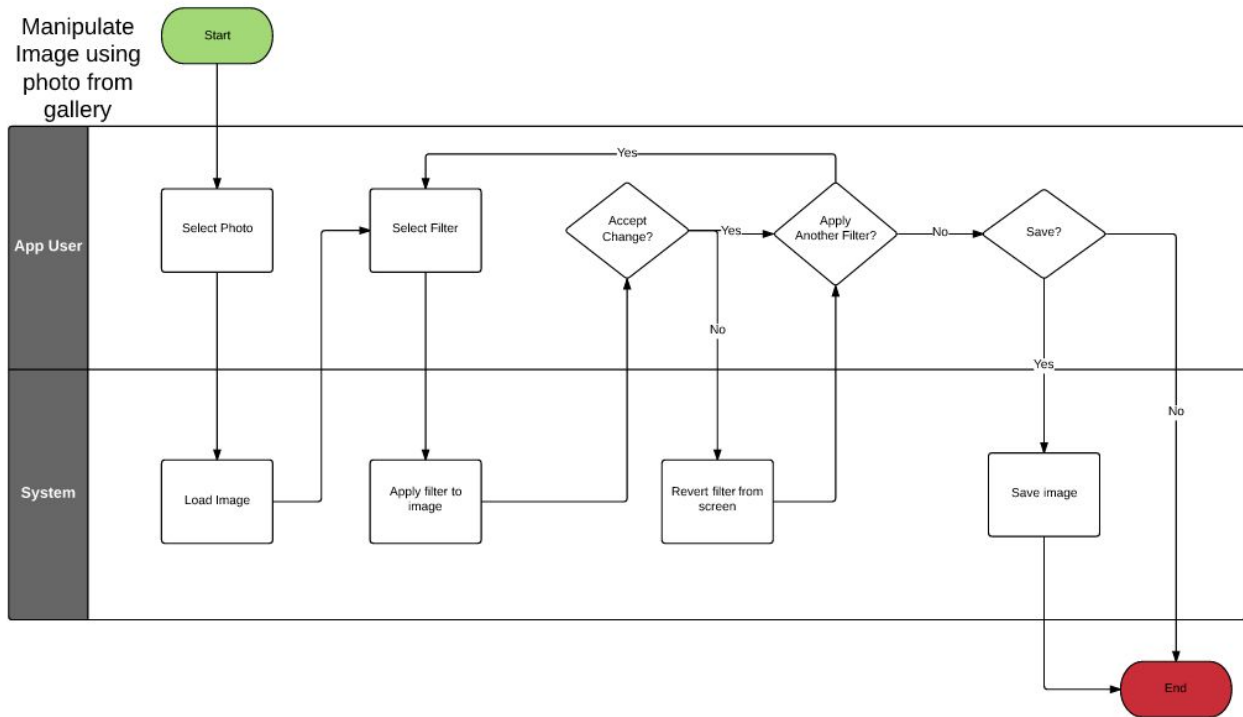 Manipulate
Image using
photo from
gallery
Start
App User
Select Photo
Select Filter
Accept
Change?
Yes
Apply
Another Filter?
Yes
No
Save?
No
Yes
No
System
Load Image
Apply filter to
image
Revert filter from
screen
Save image
End